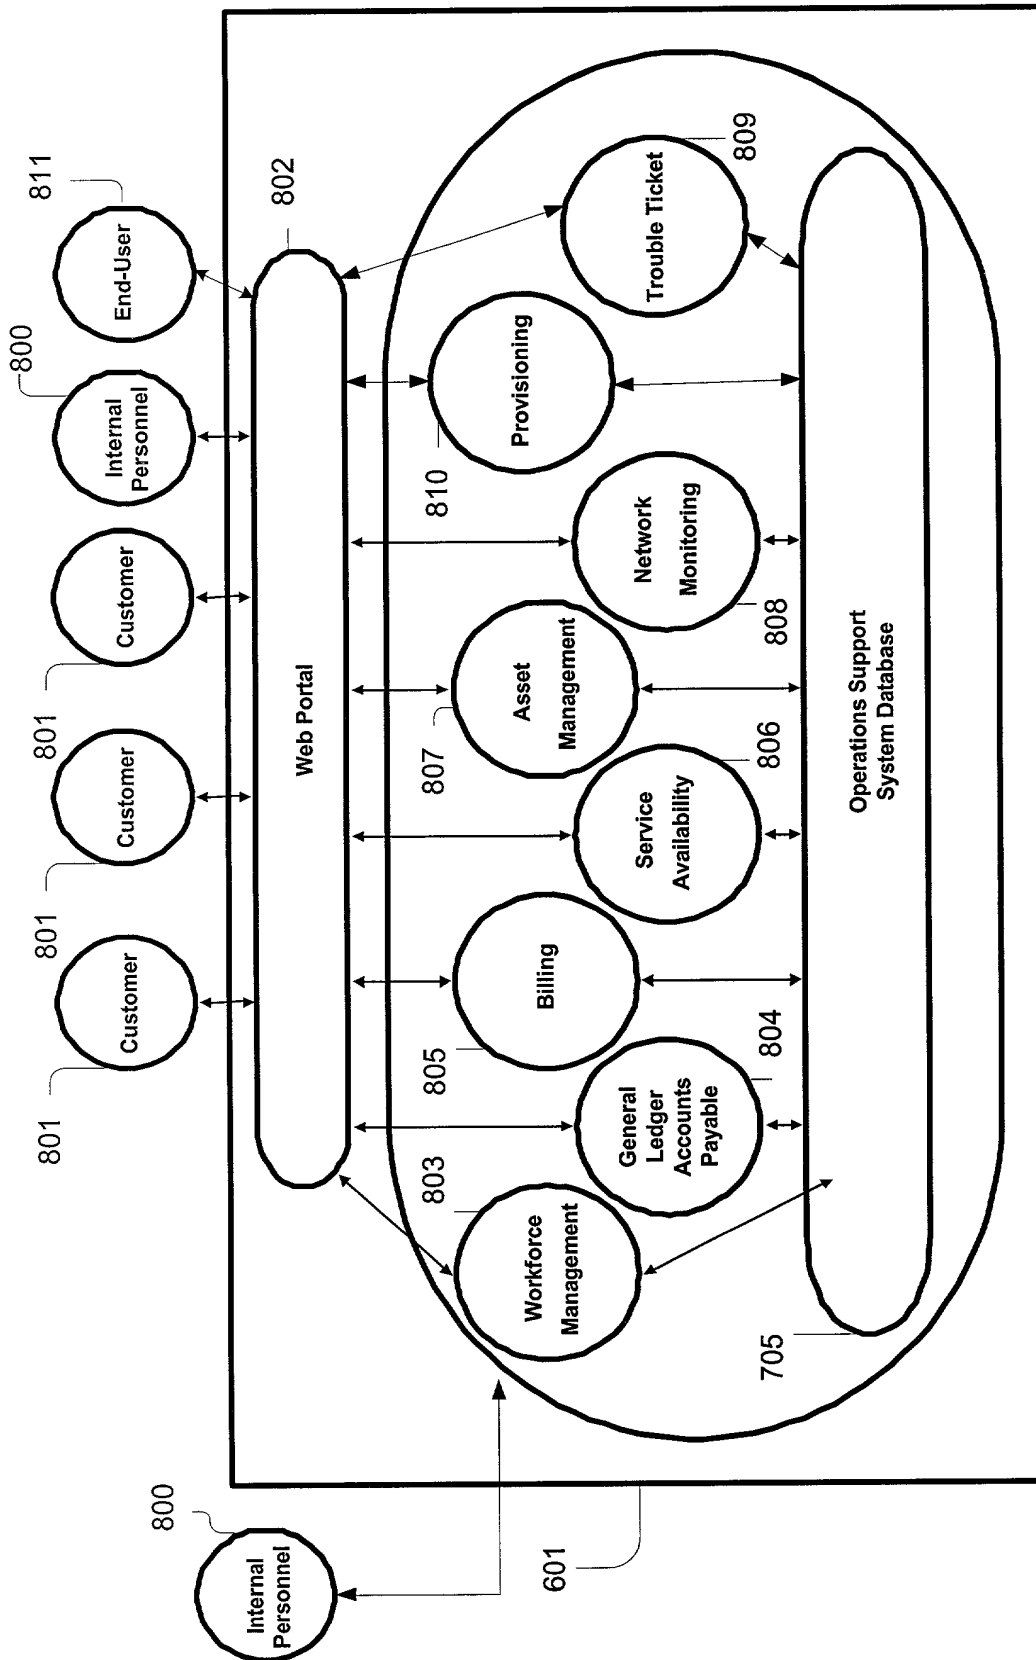 801
801
801
800
811
Customer
Customer
Customer
Internal
Personnel
End-User
802
800
Internal
Personnel
Web Portal
803
805
807
810
Workforce
Management
Billing
Asset
Management
Provisioning
General
Ledger
Accounts
Payable
Service
Availability
Network
Monitoring
Trouble Ticket
601
705
804
806
808
809
Operations Support
System Database